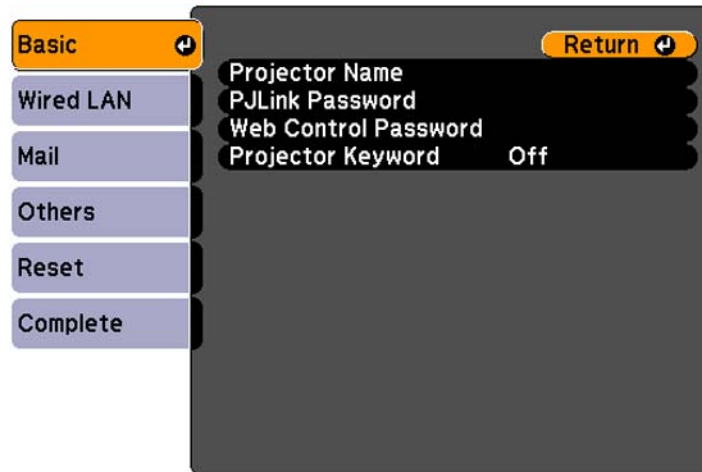 Basic
Wired LAN
Mail
Others
Reset
Complete
Return
Projector Name
PJLink Password
Web Control Password
Projector Keyword Off